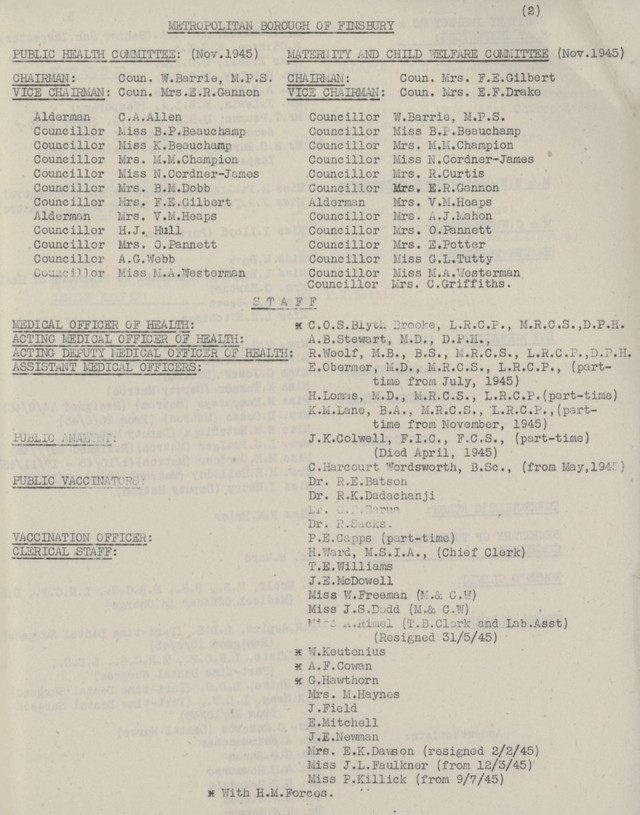 (2)
METROPOLITAN BOROUGH OF FINSBURY
PUBLIC HEALTH COMMITTEE: (Nov.1945)
CHAIRMAN: Coun. W.Barrie, M.P.S.
VICE CHAIRMAN: Coun. Mrs.E.R.Gannon
Alderman C.A.Allen
Councillor Miss B.P.Beauchamp
Councillor Miss K.Beauchamp
Councillor Mrs. M.M.Champion
Councillor Miss N.Cordner-James
Councillor Mrs. B.M.Dobb
Councillor Mrs. F.E.Gilbert
Alderman Mrs. V.M.Heaps
Councillor H.J. Hull
Councillor Mrs. O.Pannett
Councillor A.G.Webb
Councillor Miss M.A.Westerman
MATERNITY AND CHILD WELFARE COMMITTEE (Nov.1945)
CHAIRMAN: Coun. Mrs. F.E.Gilbert
VICE CHAIRMAN: Coun. Mrs. E.F.Drake
Councillor W.Barrie, M.P.S.
Councillor Miss B.P.Beauchamp
Councillor Mrs. M.M.Champion
Councillor Miss N.Cordner-James
Councillor Mrs. R.Curtis
Councillor Mrs. E.R.Gannon
Alderman Mrs. V.M.Heaps
Councillor Mrs. A.J.Mahon
Councillor Mrs. O.Pannett
Councillor Mrs. E.Potter
Councillor Miss G.L.Tutty
Councillor Miss M.A.Westerman
Councillor Mrs. C.Griffiths.
S T A F F
MEDICAL OFFICER OF HEALTH: * C.O.S.Blyth Brooke, L.R.C.P., M.R.C.S.,D.P.H.
ACTING MEDICAL OFFICER OF HEALTH: A.B.Stewart, M.D., D.P.H.,
ACTING DEPUTY MEDICAL OFFICER OF HEALTH: R.Woolf, M.B., B.S., M.R.C.S., L.R.C.P.,D.P.H.
ASSISTANT MEDICAL OFFICERS: E.Obermer, M.D., M.R.C.S., L.R.C.P., (part-
time from July, 1945)
H.Lomas, M.D., M.R.C.S., L.R.C.P.(part-time)
K.M.Lane, B.A., M.R.C.S., L.R.C.P.,(part-
time from November, 1945)
PUBLIC ANALYST: J.K.Colwell, F.I.C., F.C.S., (part-time)
(Died April, 1945)
C.Harcourt Wordsworth, B.Sc., (from May,1945)
PUBLIC VACCINATORS: Dr. R.E.Batson
Dr. R.K.Dadachanji
Dr.
Dr. R.Sacks.
VACCINATION OFFICER: P.E.Capps (part-time)
CLERICAL STAFF: H.Ward, M.S.I.A., (Chief Clerk)
T.E.Williams
J.E.McDowell
Miss W.Freeman (M.& C.W)
Miss J.S.Dodd (M.& C.W)
Miss A.Rimel (T.B.Clerk and Lab.Asst)
(Resigned 31/5/45)
* W.Keutenius
* A.F.Cowan
* G.Hawthorn
Mrs. M.Haynes
J.Field
E.Mitchell
J.E.Newman
Mrs. E.K.Dawson (resigned 2/2/45)
Miss J.L.Faulkner (from 12/3/45)
Miss P.Killick (from 9/7/45)
* With H.M.Forces.